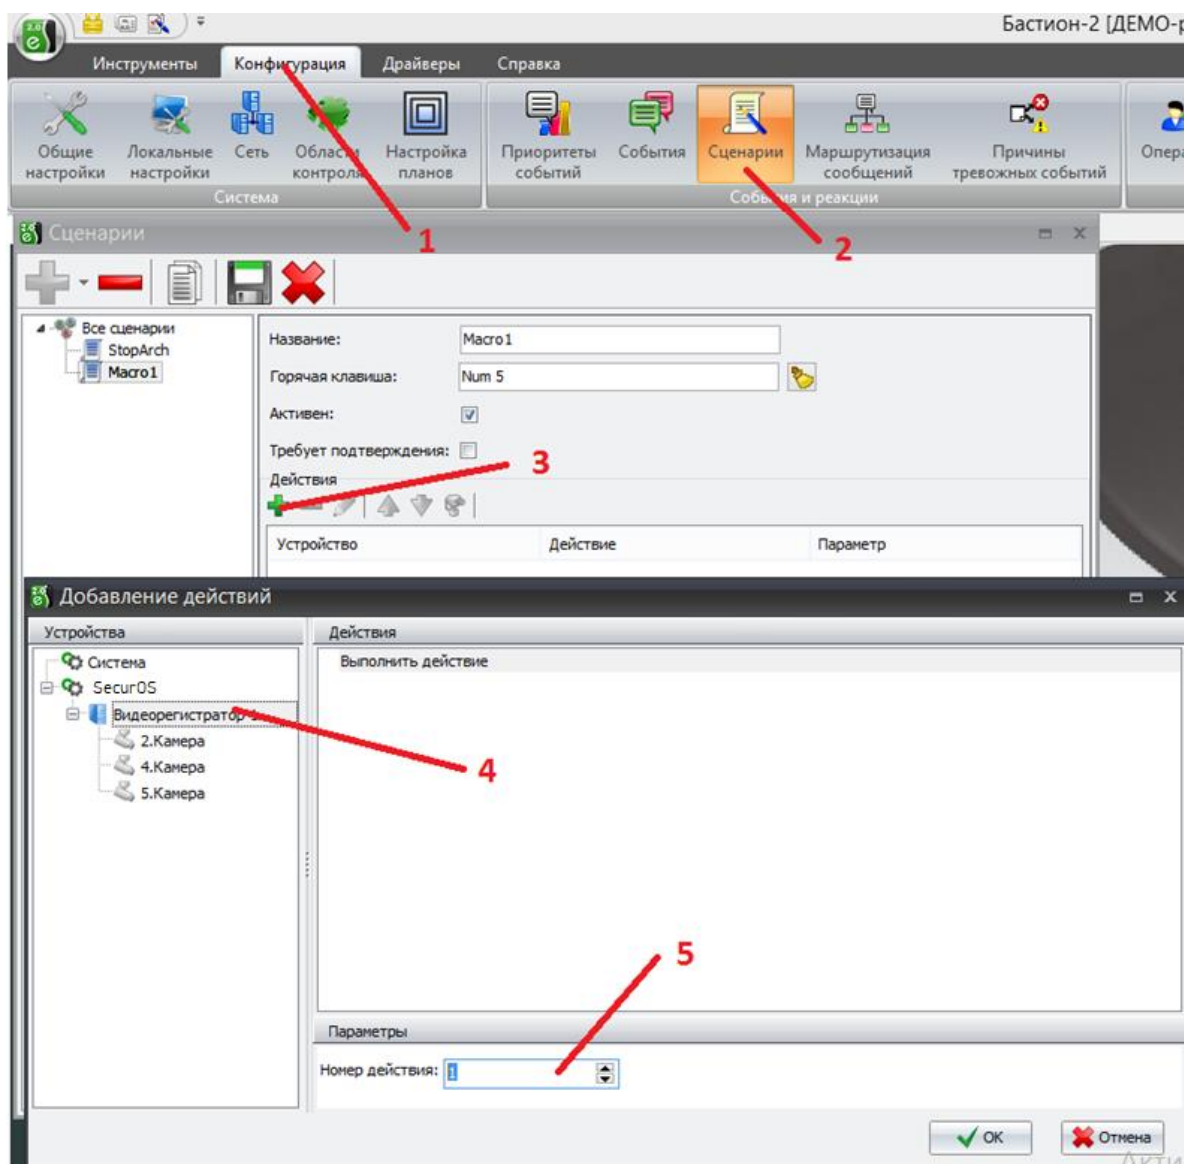 Бастион-2 [ДЕМО-р
Инструменты Конфигурация Драйверы Справка
Общие настройки
Локальные настройки
Сеть
Области контроля
Настройка планов
Приоритеты событий
События
Сценарии
Маршрутизация сообщений
Причины тревожных событий
Опера
Система
События и реакции
1
2
Сценарии
Все сценарии
StopArch
Macro1
Название: Macro1
Горячая клавиша: Num 5
Активен:
Требует подтверждения:
3
Действия
Устройство Действие Параметр
Добавление действий
Устройства
Действия
Система
SecurOS
Видеорегистратор
2.Камера
4.Камера
5.Камера
Выполнить действие
4
5
Параметры
Номер действия: 1
OK
Отмена